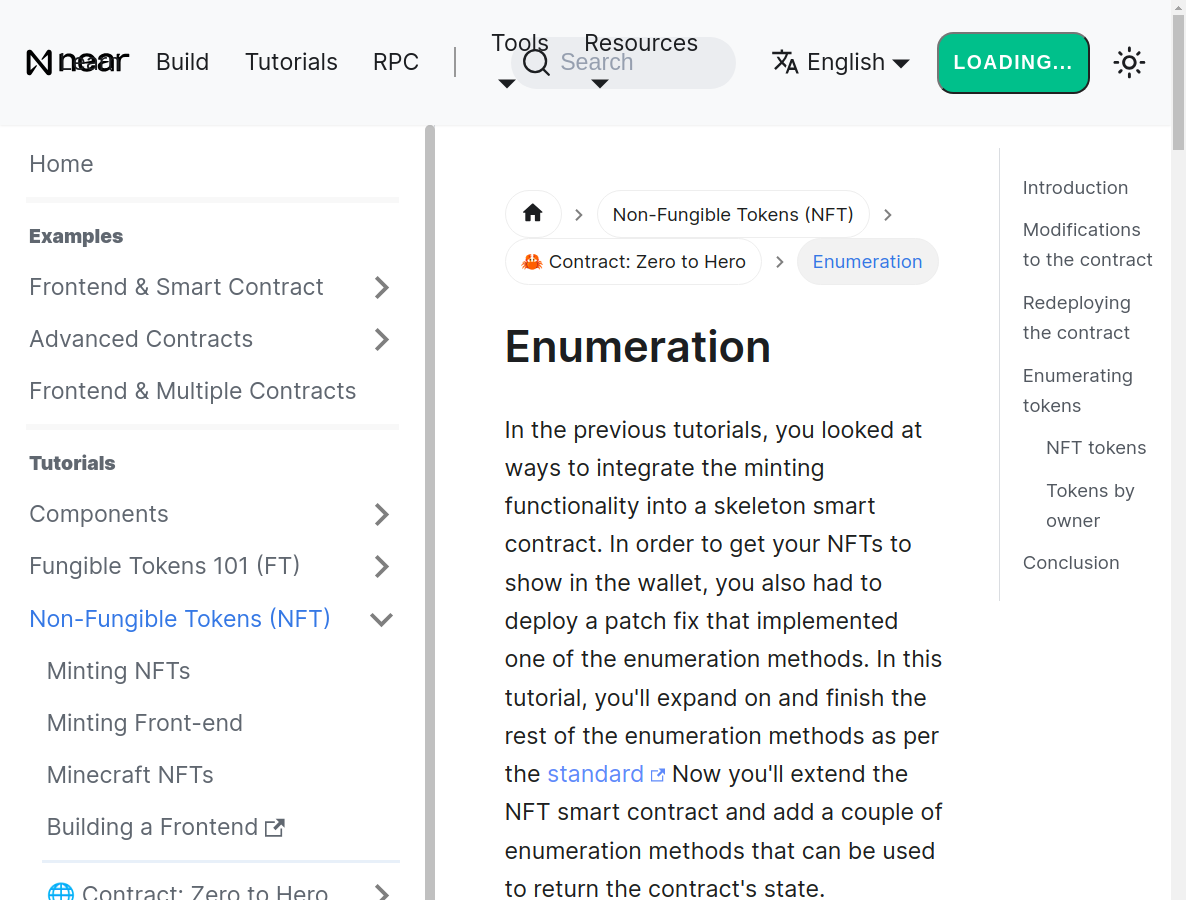 near
Learn
Build
Tutorials
RPC
Tools
Resources
Search
English
LOADING...
Home
Examples
Frontend & Smart Contract
Advanced Contracts
Frontend & Multiple Contracts
Tutorials
Components
Fungible Tokens 101 (FT)
Non-Fungible Tokens (NFT)
Minting NFTs
Minting Front-end
Minecraft NFTs
Building a Frontend
🌐 Contract: Zero to Hero
Non-Fungible Tokens (NFT)
🦀 Contract: Zero to Hero
Enumeration
Enumeration
In the previous tutorials, you looked at
ways to integrate the minting
functionality into a skeleton smart
contract. In order to get your NFTs to
show in the wallet, you also had to
deploy a patch fix that implemented
one of the enumeration methods. In this
tutorial, you'll expand on and finish the
rest of the enumeration methods as per
the standard Now you'll extend the
NFT smart contract and add a couple of
enumeration methods that can be used
to return the contract's state.
Introduction
Modifications
to the contract
Redeploying
the contract
Enumerating
tokens
NFT tokens
Tokens by
owner
Conclusion